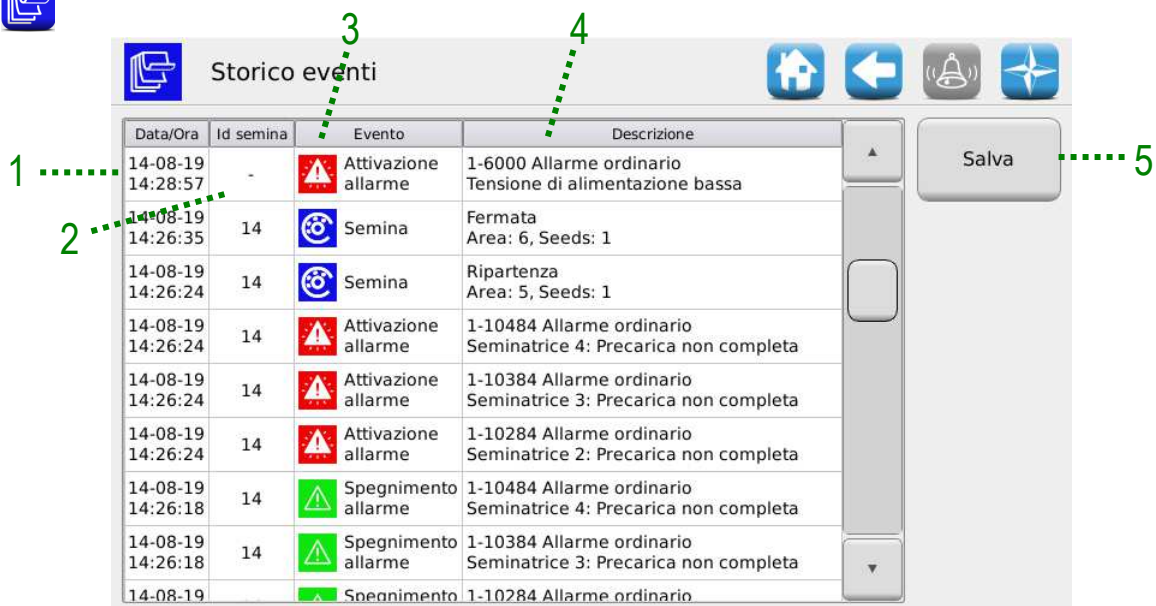 3
4
Storico eventi
Data/Ora Id semina Evento Descrizione
1
14-08-19 Attivazione 1-6000 Allarme ordinario
14:28:57 - allarme Tensione di alimentazione bassa
Salva
5
2
14-08-19 Fermata
14:26:35 14 Semina Area: 6, Seeds: 1
14-08-19 Ripartenza
14:26:24 14 Semina Area: 5, Seeds: 1
14-08-19 Attivazione 1-10484 Allarme ordinario
14:26:24 14 allarme Seminatrice 4: Precarica non completa
14-08-19 Attivazione 1-10384 Allarme ordinario
14:26:24 14 allarme Seminatrice 3: Precarica non completa
14-08-19 Attivazione 1-10284 Allarme ordinario
14:26:24 14 allarme Seminatrice 2: Precarica non completa
14-08-19 Spegnimento 1-10484 Allarme ordinario
14:26:18 14 allarme Seminatrice 4: Precarica non completa
14-08-19 Spegnimento 1-10384 Allarme ordinario
14:26:18 14 allarme Seminatrice 3: Precarica non completa
14-08-19 Spegnimento 1-10284 Allarme ordinario